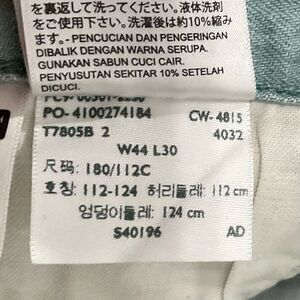 を裏返して洗ってください。液体洗剤
をご使用ください。洗濯後は約10%縮み
ます。
- PENCUCIAN DAN PENGERINGAN
DIBALIK DENGAN WARNA SERUPA.
GUNAKAN SABUN CUCI CAIR.
PENYUSUTAN SEKITAR 10% SETELAH
DICUCI.
PO- 4100274184 CW- 4815
T7805B 2 4032
W44 L30
尺码: 180/112C
호칭: 112-124 허리둘레: 112 cm
엉덩이둘레: 124 cm
S40196 AD